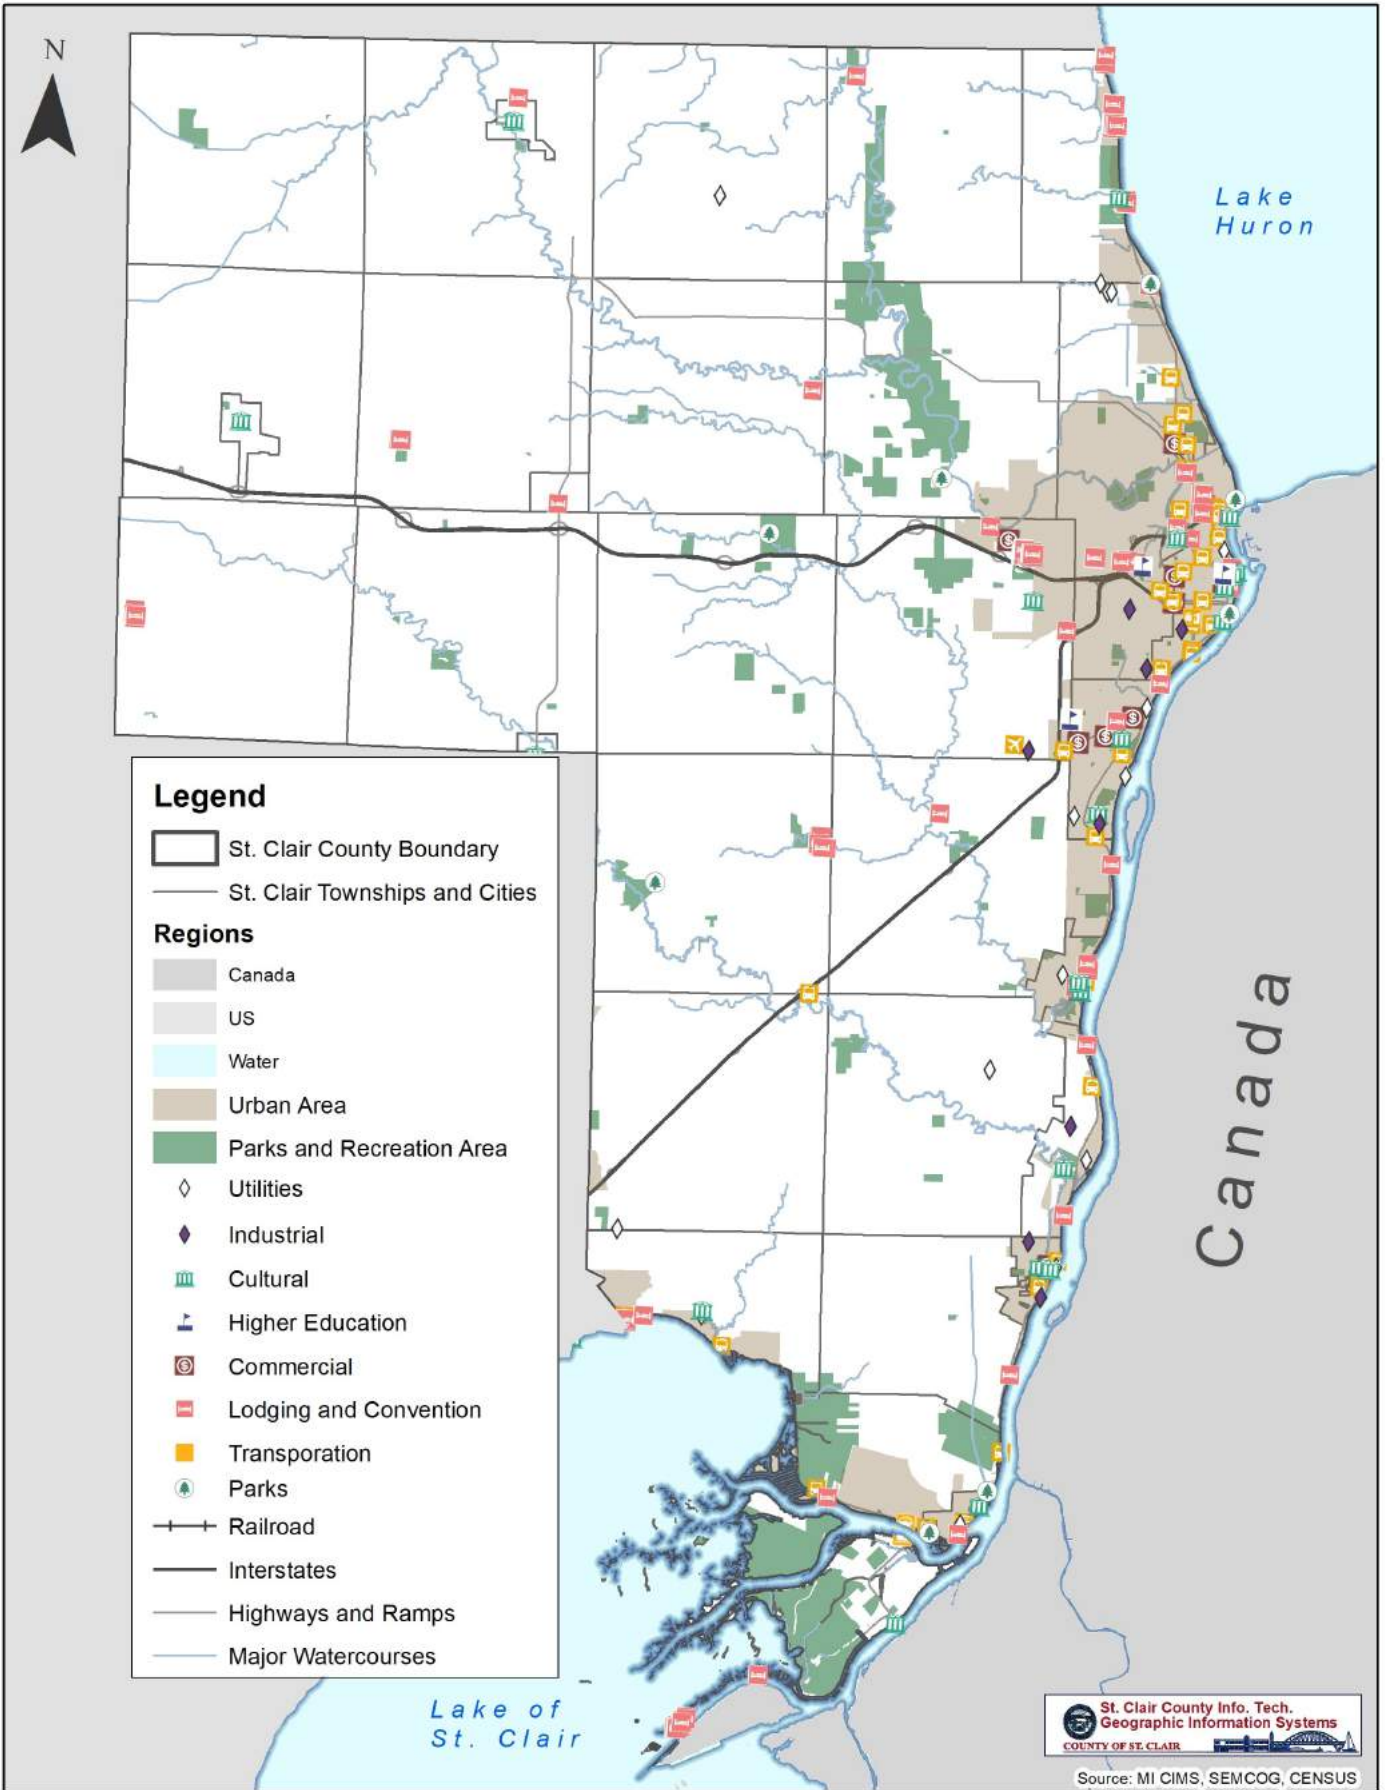 N
Lake
Huron
Legend
St. Clair County Boundary
St. Clair Townships and Cities
Regions
Canada
US
Water
Urban Area
Parks and Recreation Area
Utilities
Industrial
Cultural
Higher Education
Commercial
Lodging and Convention
Transporation
Parks
Railroad
Interstates
Highways and Ramps
Major Watercourses
Canada
Lake of
St. Clair
St. Clair County Info. Tech.
Geographic Information Systems
COUNTY OF ST. CLAIR
Source: MI CIMS, SEMCOG, CENSUS